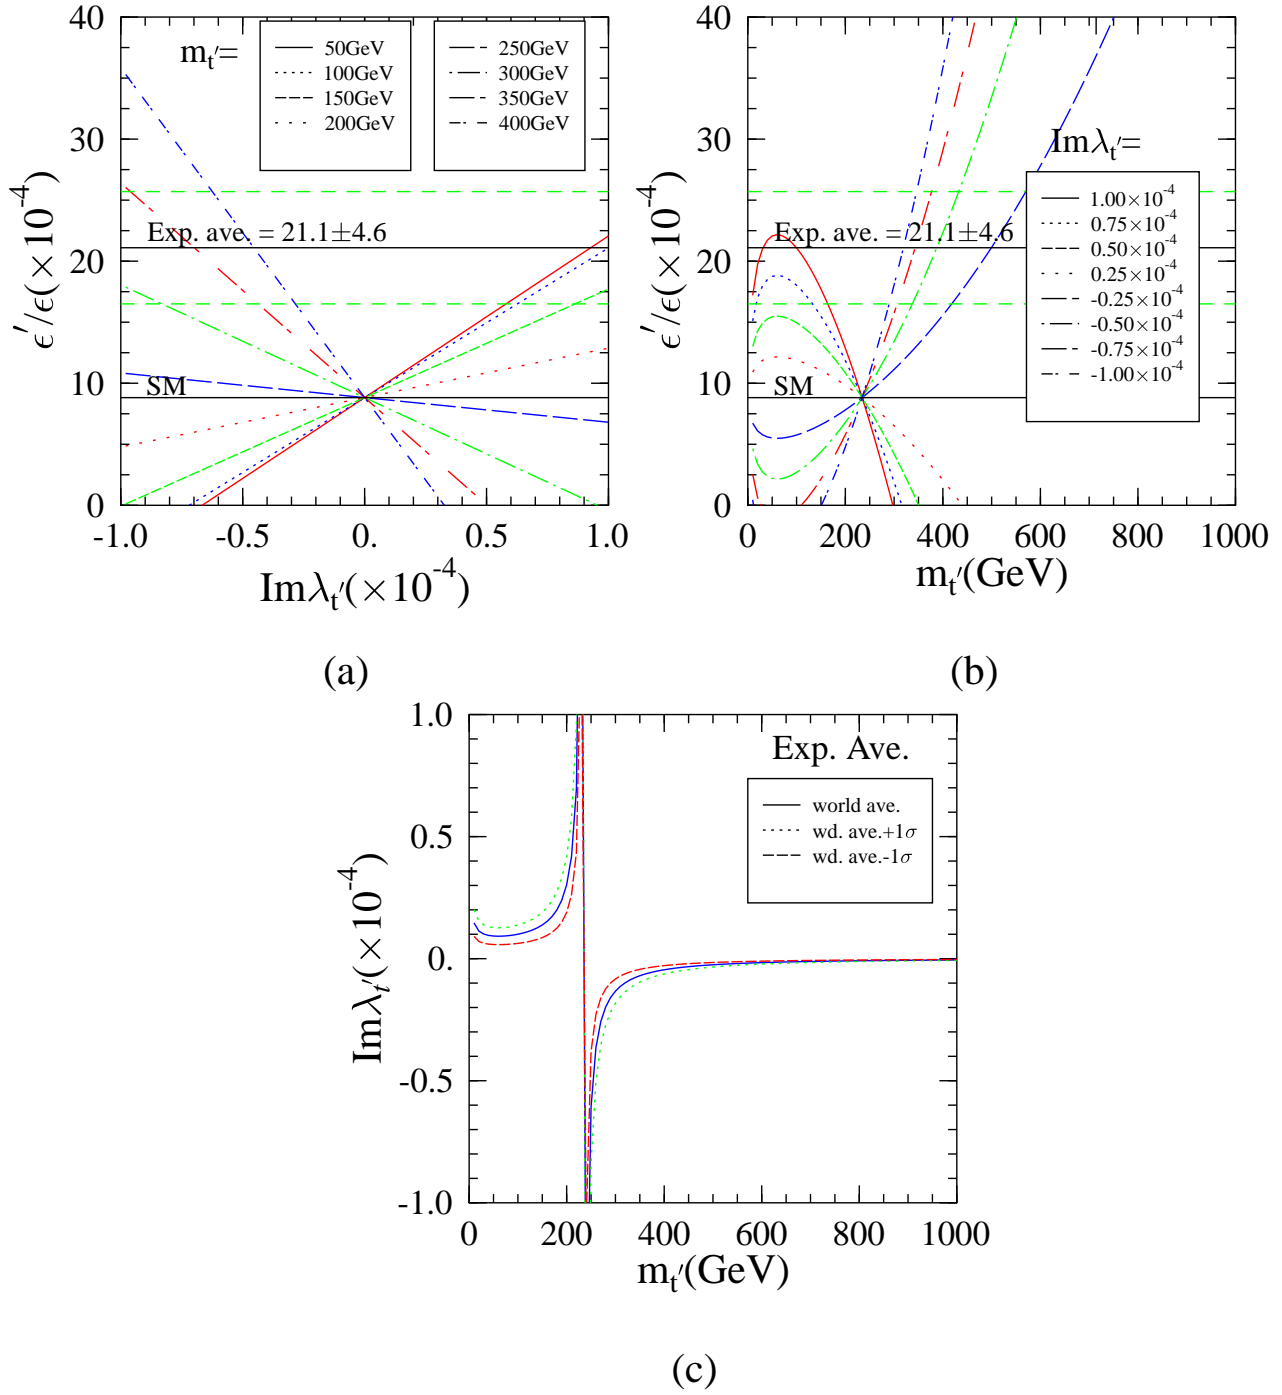 40
30
20
10
0
ϵ′/ϵ(×10⁻⁴)
m_t′=
50GeV
100GeV
150GeV
200GeV
250GeV
300GeV
350GeV
400GeV
Exp. ave. = 21.1±4.6
SM
-1.0 -0.5 0. 0.5 1.0
Imλ_t′(×10⁻⁴)
(a)
40
30
20
10
0
ϵ′/ϵ(×10⁻⁴)
Imλ_t′=
1.00×10⁻⁴
0.75×10⁻⁴
0.50×10⁻⁴
0.25×10⁻⁴
-0.25×10⁻⁴
-0.50×10⁻⁴
-0.75×10⁻⁴
-1.00×10⁻⁴
Exp. ave. = 21.1±4.6
SM
0 200 400 600 800 1000
m_t′(GeV)
(b)
1.0
0.5
0.
-0.5
-1.0
Imλ_t′(×10⁻⁴)
Exp. Ave.
world ave.
wd. ave.+1σ
wd. ave.-1σ
0 200 400 600 800 1000
m_t′(GeV)
(c)